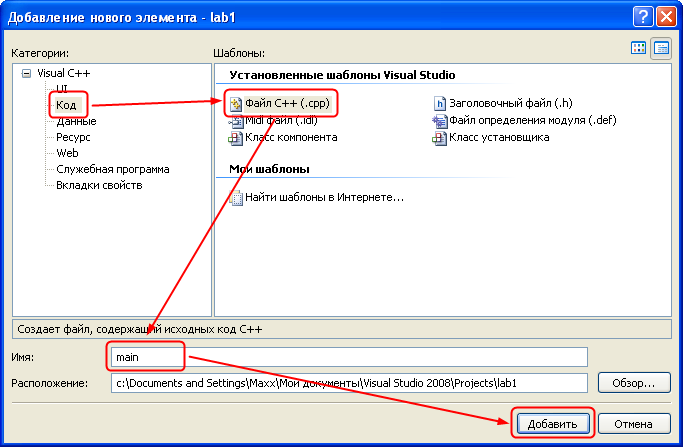 Добавление нового элемента - lab1
Категории:
Шаблоны:
Visual C++
UI
Код
Данные
Ресурс
Web
Служебная программа
Вкладки свойств
Установленные шаблоны Visual Studio
Файл C++ (.cpp)
Заголовочный файл (.h)
Midl файл (.idl)
Файл определения модуля (.def)
Класс компонента
Класс установщика
Мои шаблоны
Найти шаблоны в Интернете...
Создает файл, содержащий исходных код C++
Имя:
main
Расположение:
c:\Documents and Settings\Maxx\Мои документы\Visual Studio 2008\Projects\lab1
Обзор...
Добавить
Отмена